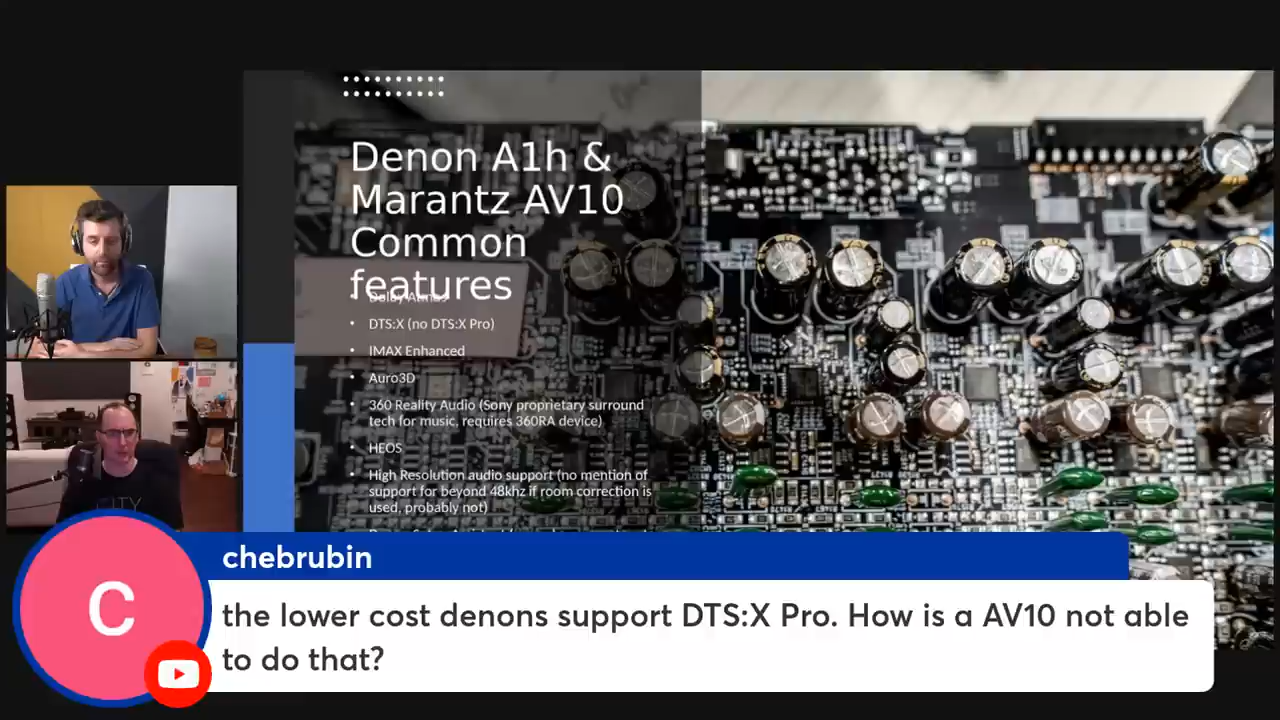 Denon A1h &
Marantz AV10
Common
features
DTS:X (no DTS:X Pro)
IMAX Enhanced
Auro3D
360 Reality Audio (Sony proprietary surround
tech for music, requires 360RA device)
HEOS
High Resolution audio support (no mention of
support for beyond 48khz if room correction is
used, probably not)
chebrubin
C
the lower cost denons support DTS:X Pro. How is a AV10 not able
to do that?